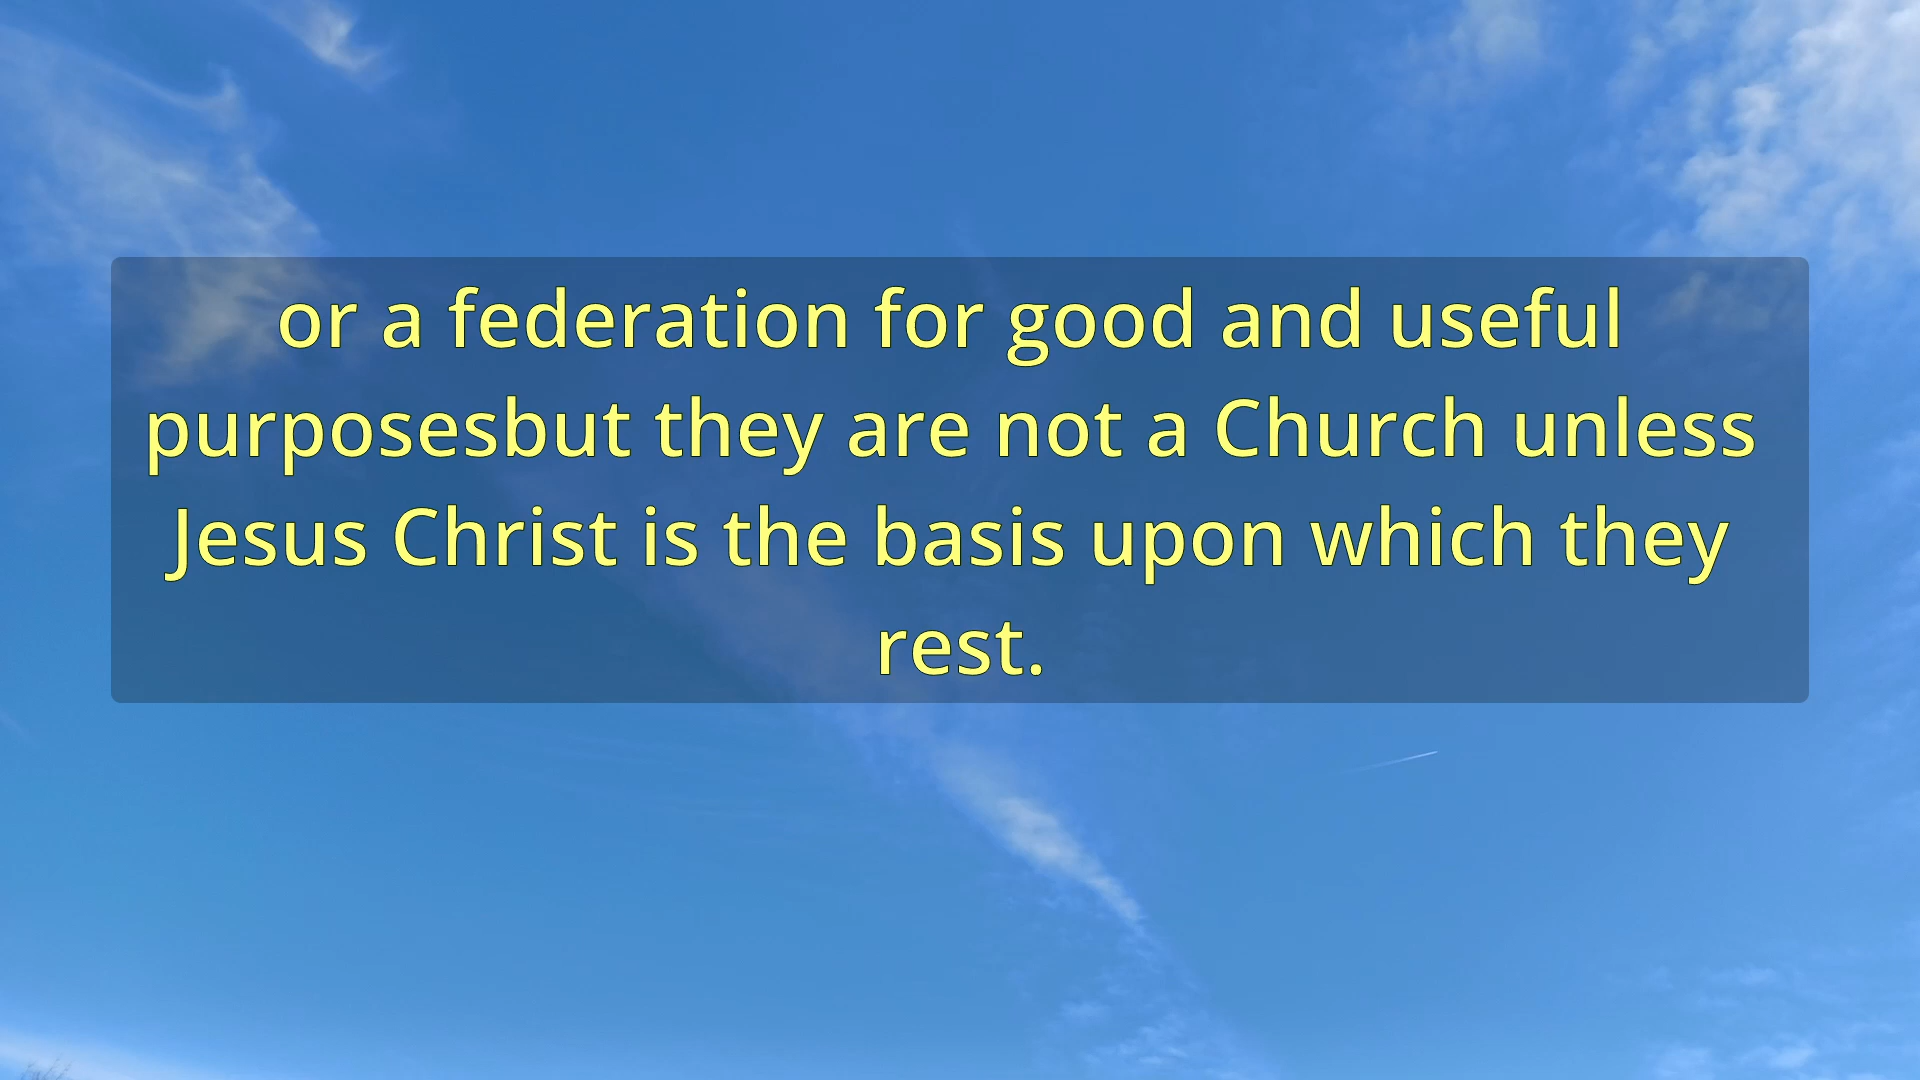 or a federation for good and useful
purposesbut they are not a Church unless
Jesus Christ is the basis upon which they
rest.